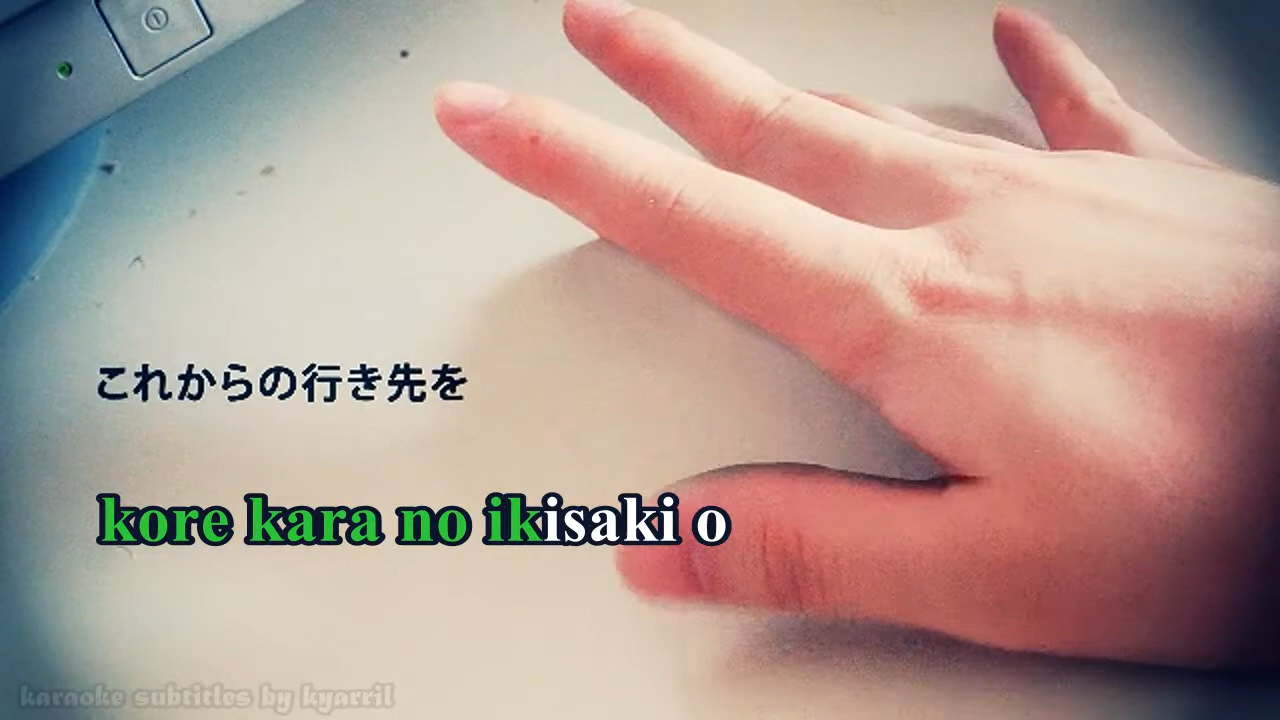 これからの行き先を
kore kara no ikisaki o
karaoke subtitles by kyarril